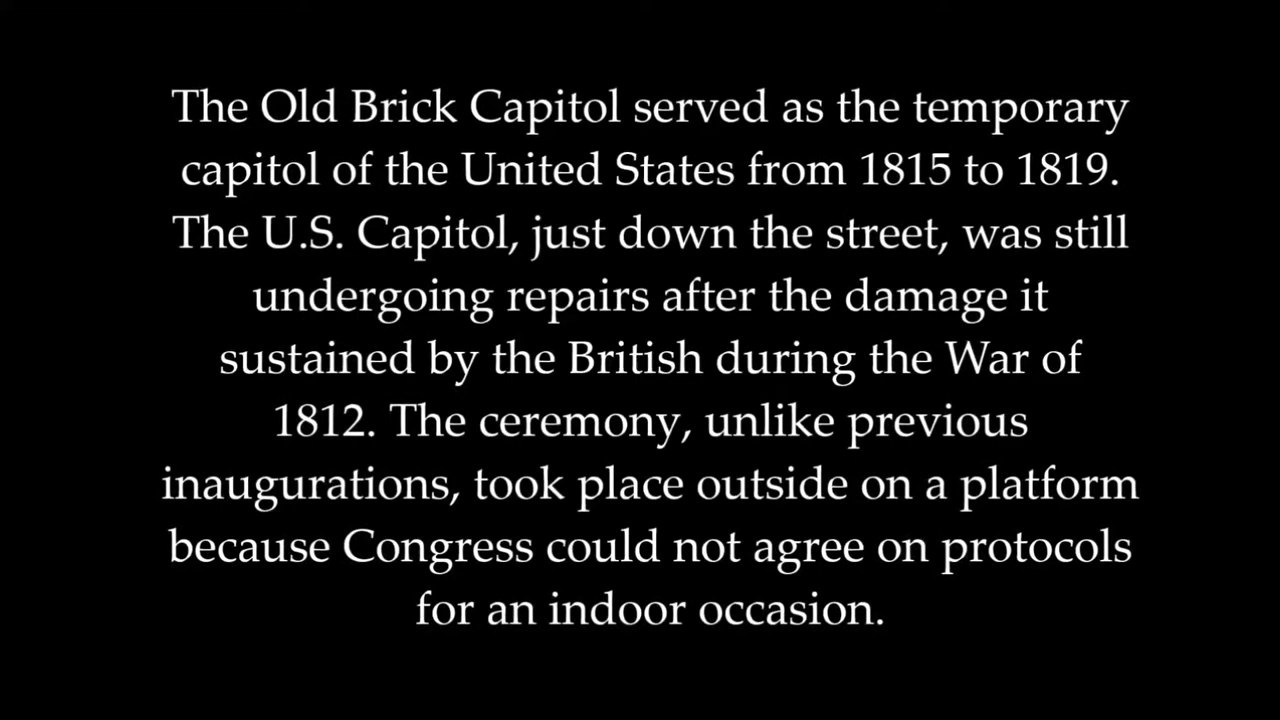 The Old Brick Capitol served as the temporary
capitol of the United States from 1815 to 1819.
The U.S. Capitol, just down the street, was still
undergoing repairs after the damage it
sustained by the British during the War of
1812. The ceremony, unlike previous
inaugurations, took place outside on a platform
because Congress could not agree on protocols
for an indoor occasion.